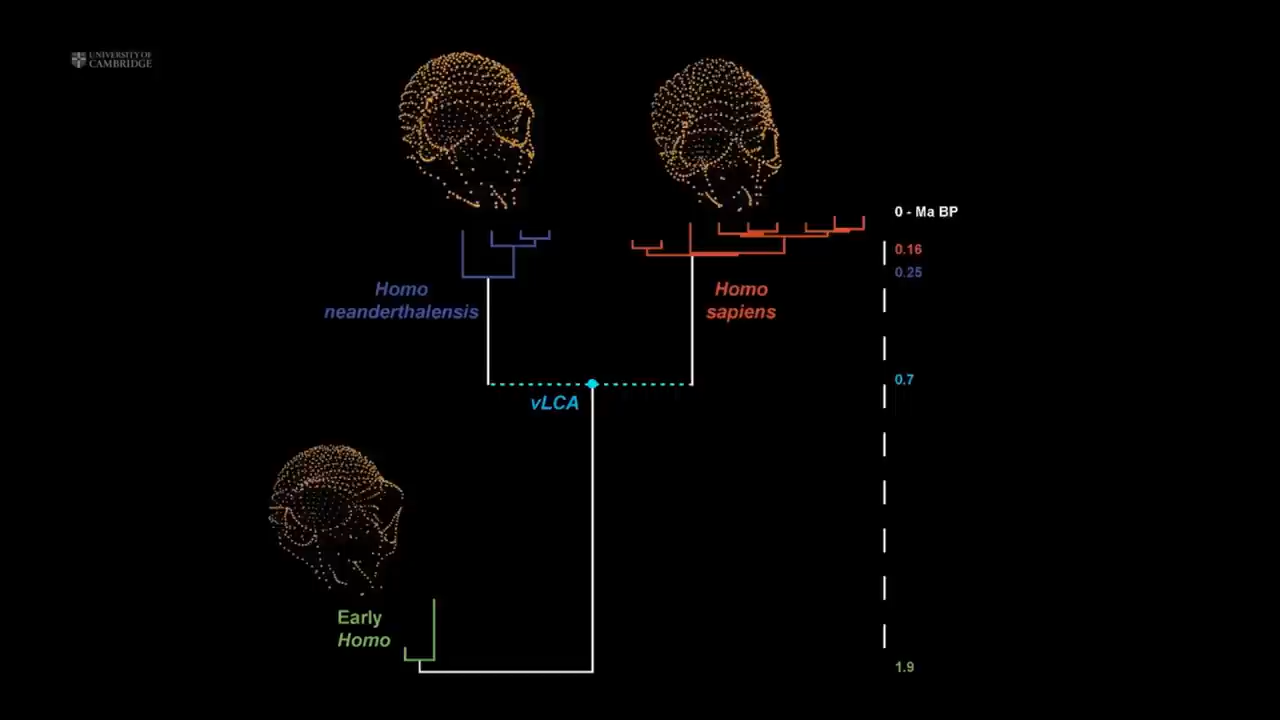 UNIVERSITY OF
CAMBRIDGE
0 - Ma BP
0.16
0.25
Homo
neanderthalensis
Homo
sapiens
0.7
vLCA
Early
Homo
1.9